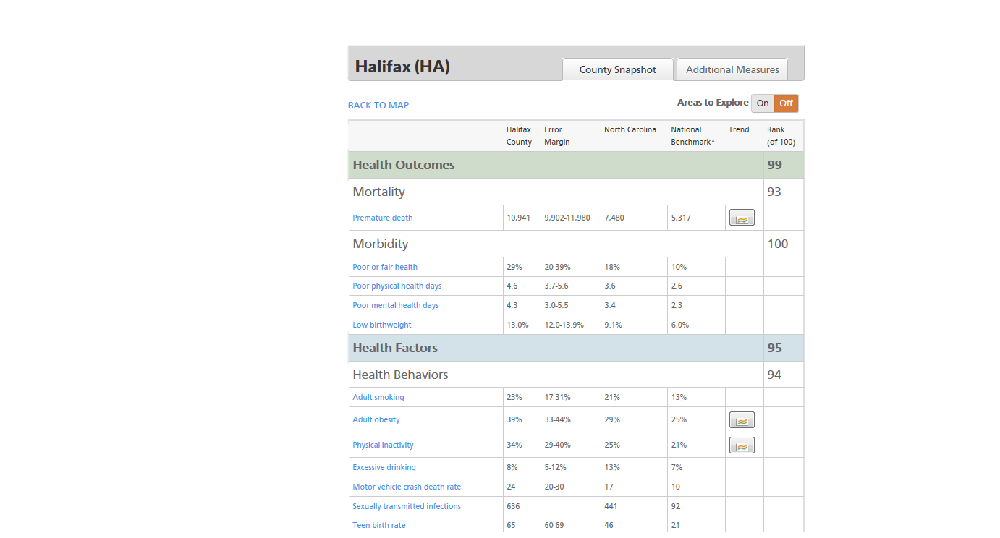 Halifax (HA)
County Snapshot
Additional Measures
BACK TO MAP
Areas to Explore On Off
Halifax County Error Margin North Carolina National Benchmark* Trend Rank (of 100)
Health Outcomes 99
Mortality 93
Premature death 10,941 9,902-11,980 7,480 5,317
Morbidity 100
Poor or fair health 29% 20-39% 18% 10%
Poor physical health days 4.6 3.7-5.6 3.6 2.6
Poor mental health days 4.3 3.0-5.5 3.4 2.3
Low birthweight 13.0% 12.0-13.9% 9.1% 6.0%
Health Factors 95
Health Behaviors 94
Adult smoking 23% 17-31% 21% 13%
Adult obesity 39% 33-44% 29% 25%
Physical inactivity 34% 29-40% 25% 21%
Excessive drinking 8% 5-12% 13% 7%
Motor vehicle crash death rate 24 20-30 17 10
Sexually transmitted infections 636 441 92
Teen birth rate 65 60-69 46 21